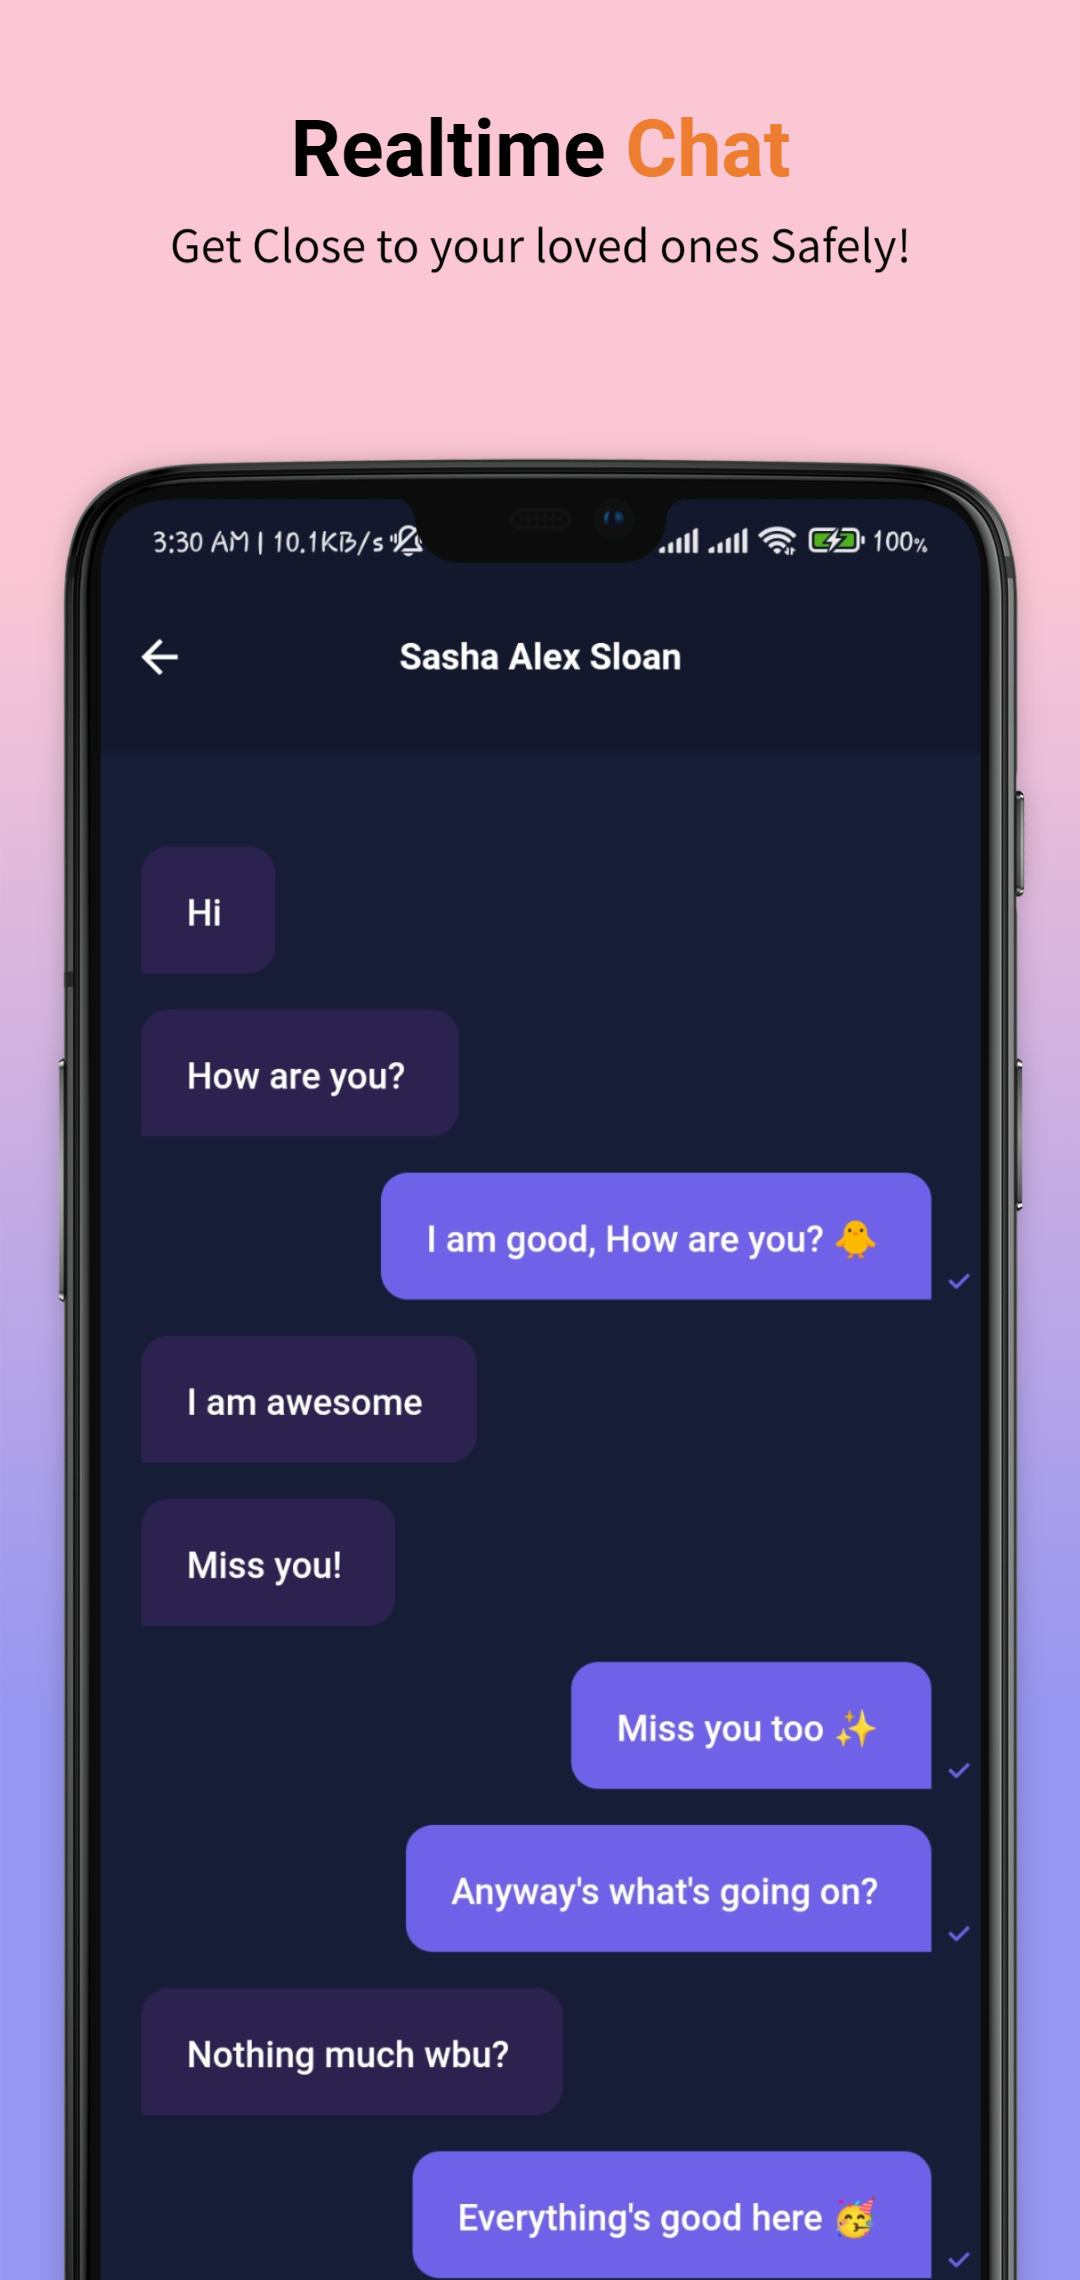 Realtime Chat
Get Close to your loved ones Safely!
3:30 AM | 10.1KB/s 100%
Sasha Alex Sloan
Hi
How are you?
I am good, How are you? 🐥
I am awesome
Miss you!
Miss you too ✨
Anyway's what's going on?
Nothing much wbu?
Everything's good here 🥳